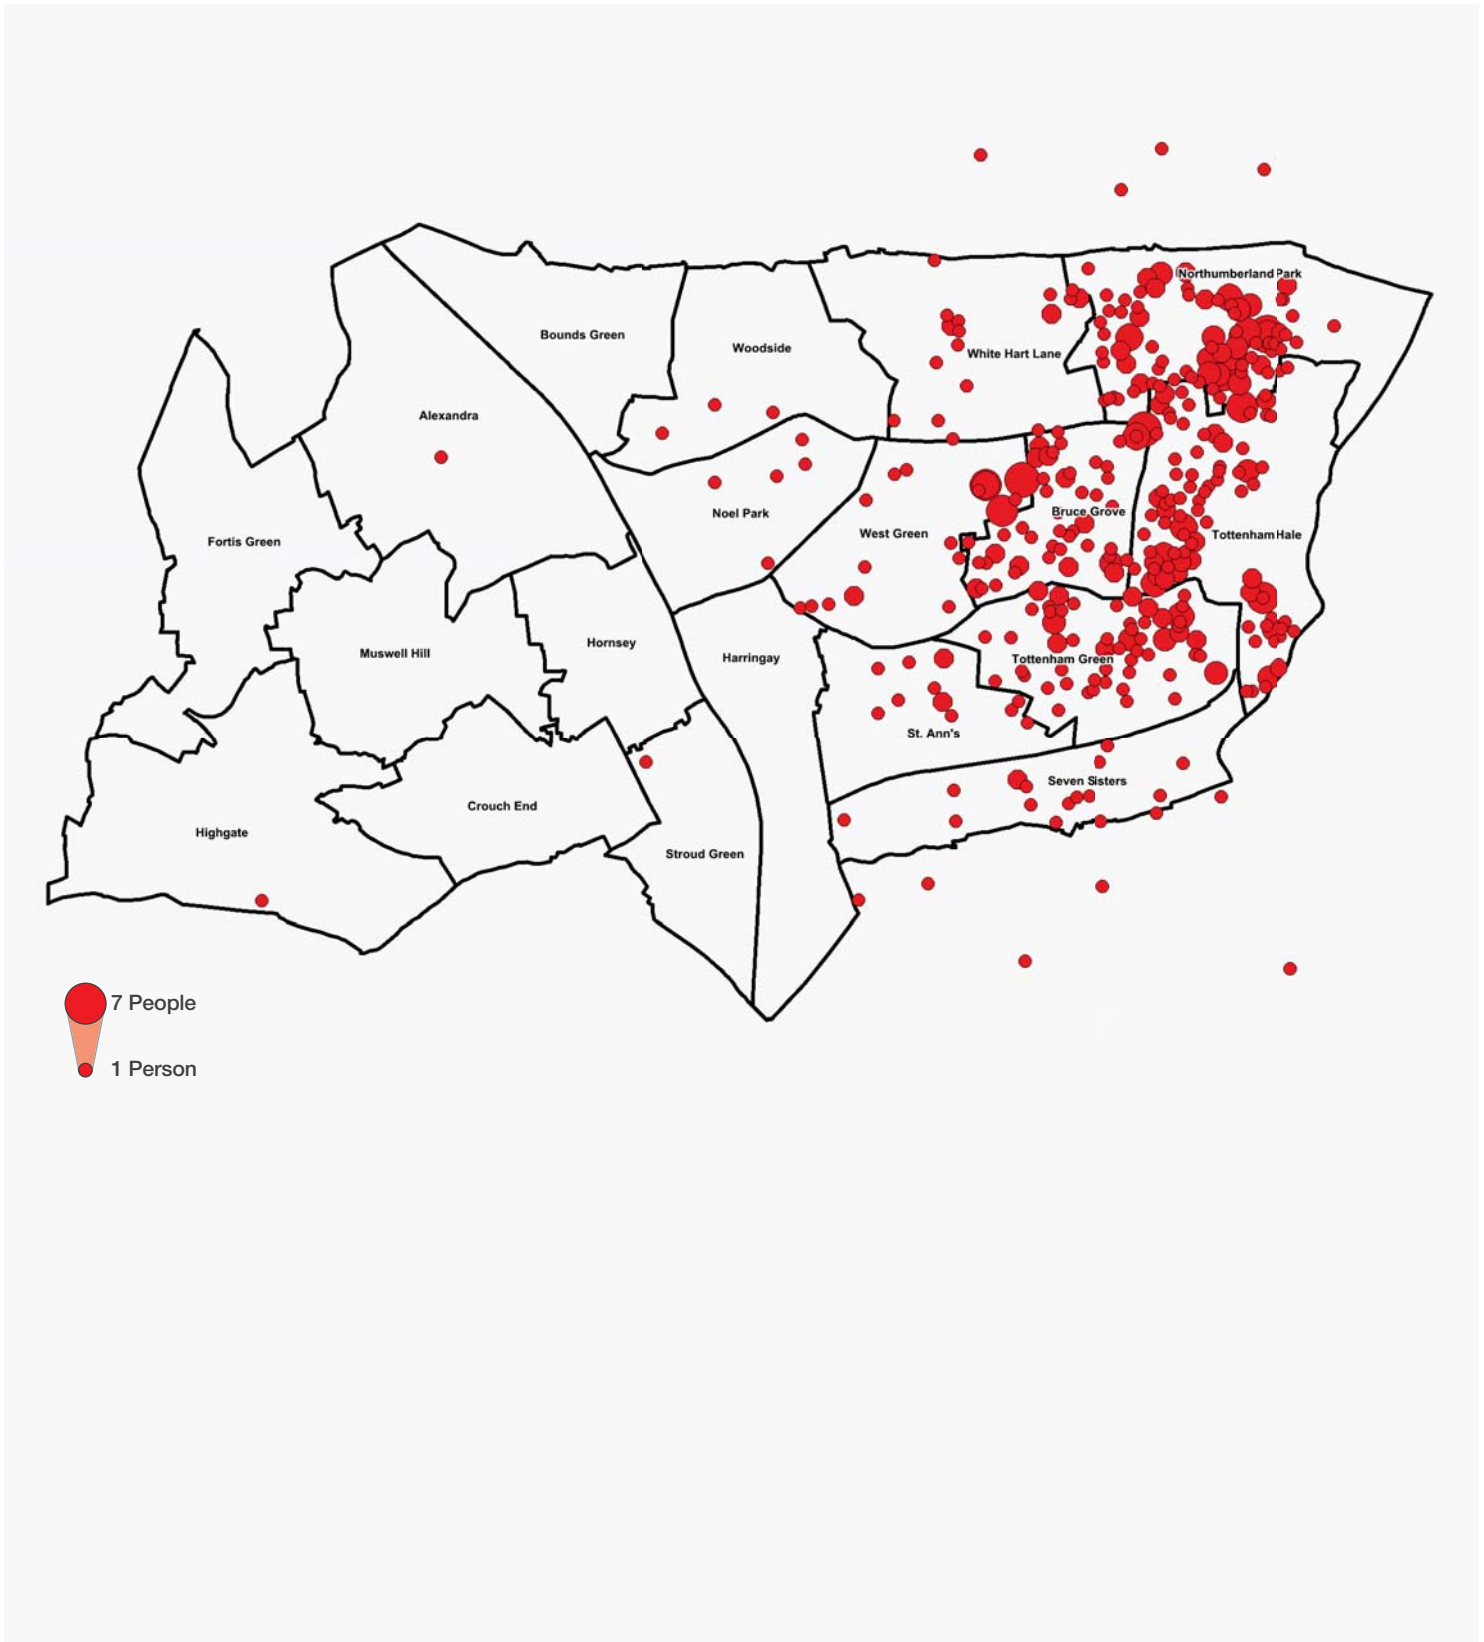 Northumberland Park
Bounds Green
Woodside
White Hart Lane
Alexandra
Noel Park
Bruce Grove
West Green
Tottenham Hale
Fortis Green
Hornsey
Muswell Hill
Harringay
Tottenham Green
St. Ann's
Seven Sisters
Crouch End
Highgate
Stroud Green
7 People
1 Person